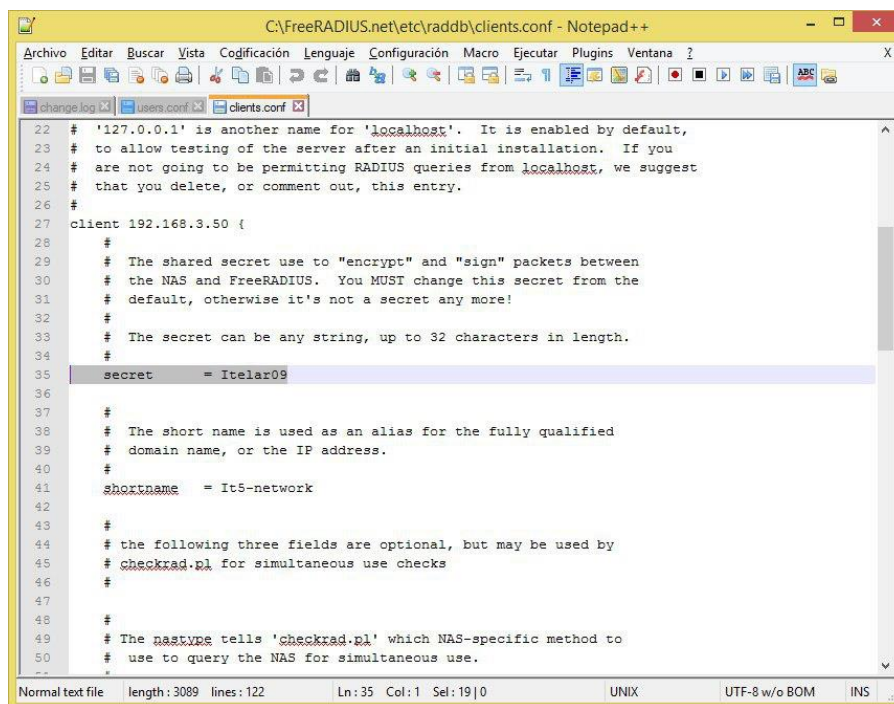 C:\FreeRADIUS.net\etc\raddb\clients.conf - Notepad++
Archivo Editar Buscar Vista Codificación Lenguaje Configuración Macro Ejecutar Plugins Ventana ? X
change.log users.conf clients.conf
22 # '127.0.0.1' is another name for 'localhost'. It is enabled by default,
23 # to allow testing of the server after an initial installation. If you
24 # are not going to be permitting RADIUS queries from localhost, we suggest
25 # that you delete, or comment out, this entry.
26 #
27 client 192.168.3.50 {
28 #
29 # The shared secret use to "encrypt" and "sign" packets between
30 # the NAS and FreeRADIUS. You MUST change this secret from the
31 # default, otherwise it's not a secret any more!
32 #
33 # The secret can be any string, up to 32 characters in length.
34 #
35 secret = Itelar09
36
37 #
38 # The short name is used as an alias for the fully qualified
39 # domain name, or the IP address.
40 #
41 shortname = It5-network
42
43 #
44 # the following three fields are optional, but may be used by
45 # checkrad.pl for simultaneous use checks
46 #
47
48 #
49 # The nastype tells 'checkrad.pl' which NAS-specific method to
50 # use to query the NAS for simultaneous use.
Normal text file length : 3089 lines : 122 Ln : 35 Col : 1 Sel : 19 | 0 UNIX UTF-8 w/o BOM INS